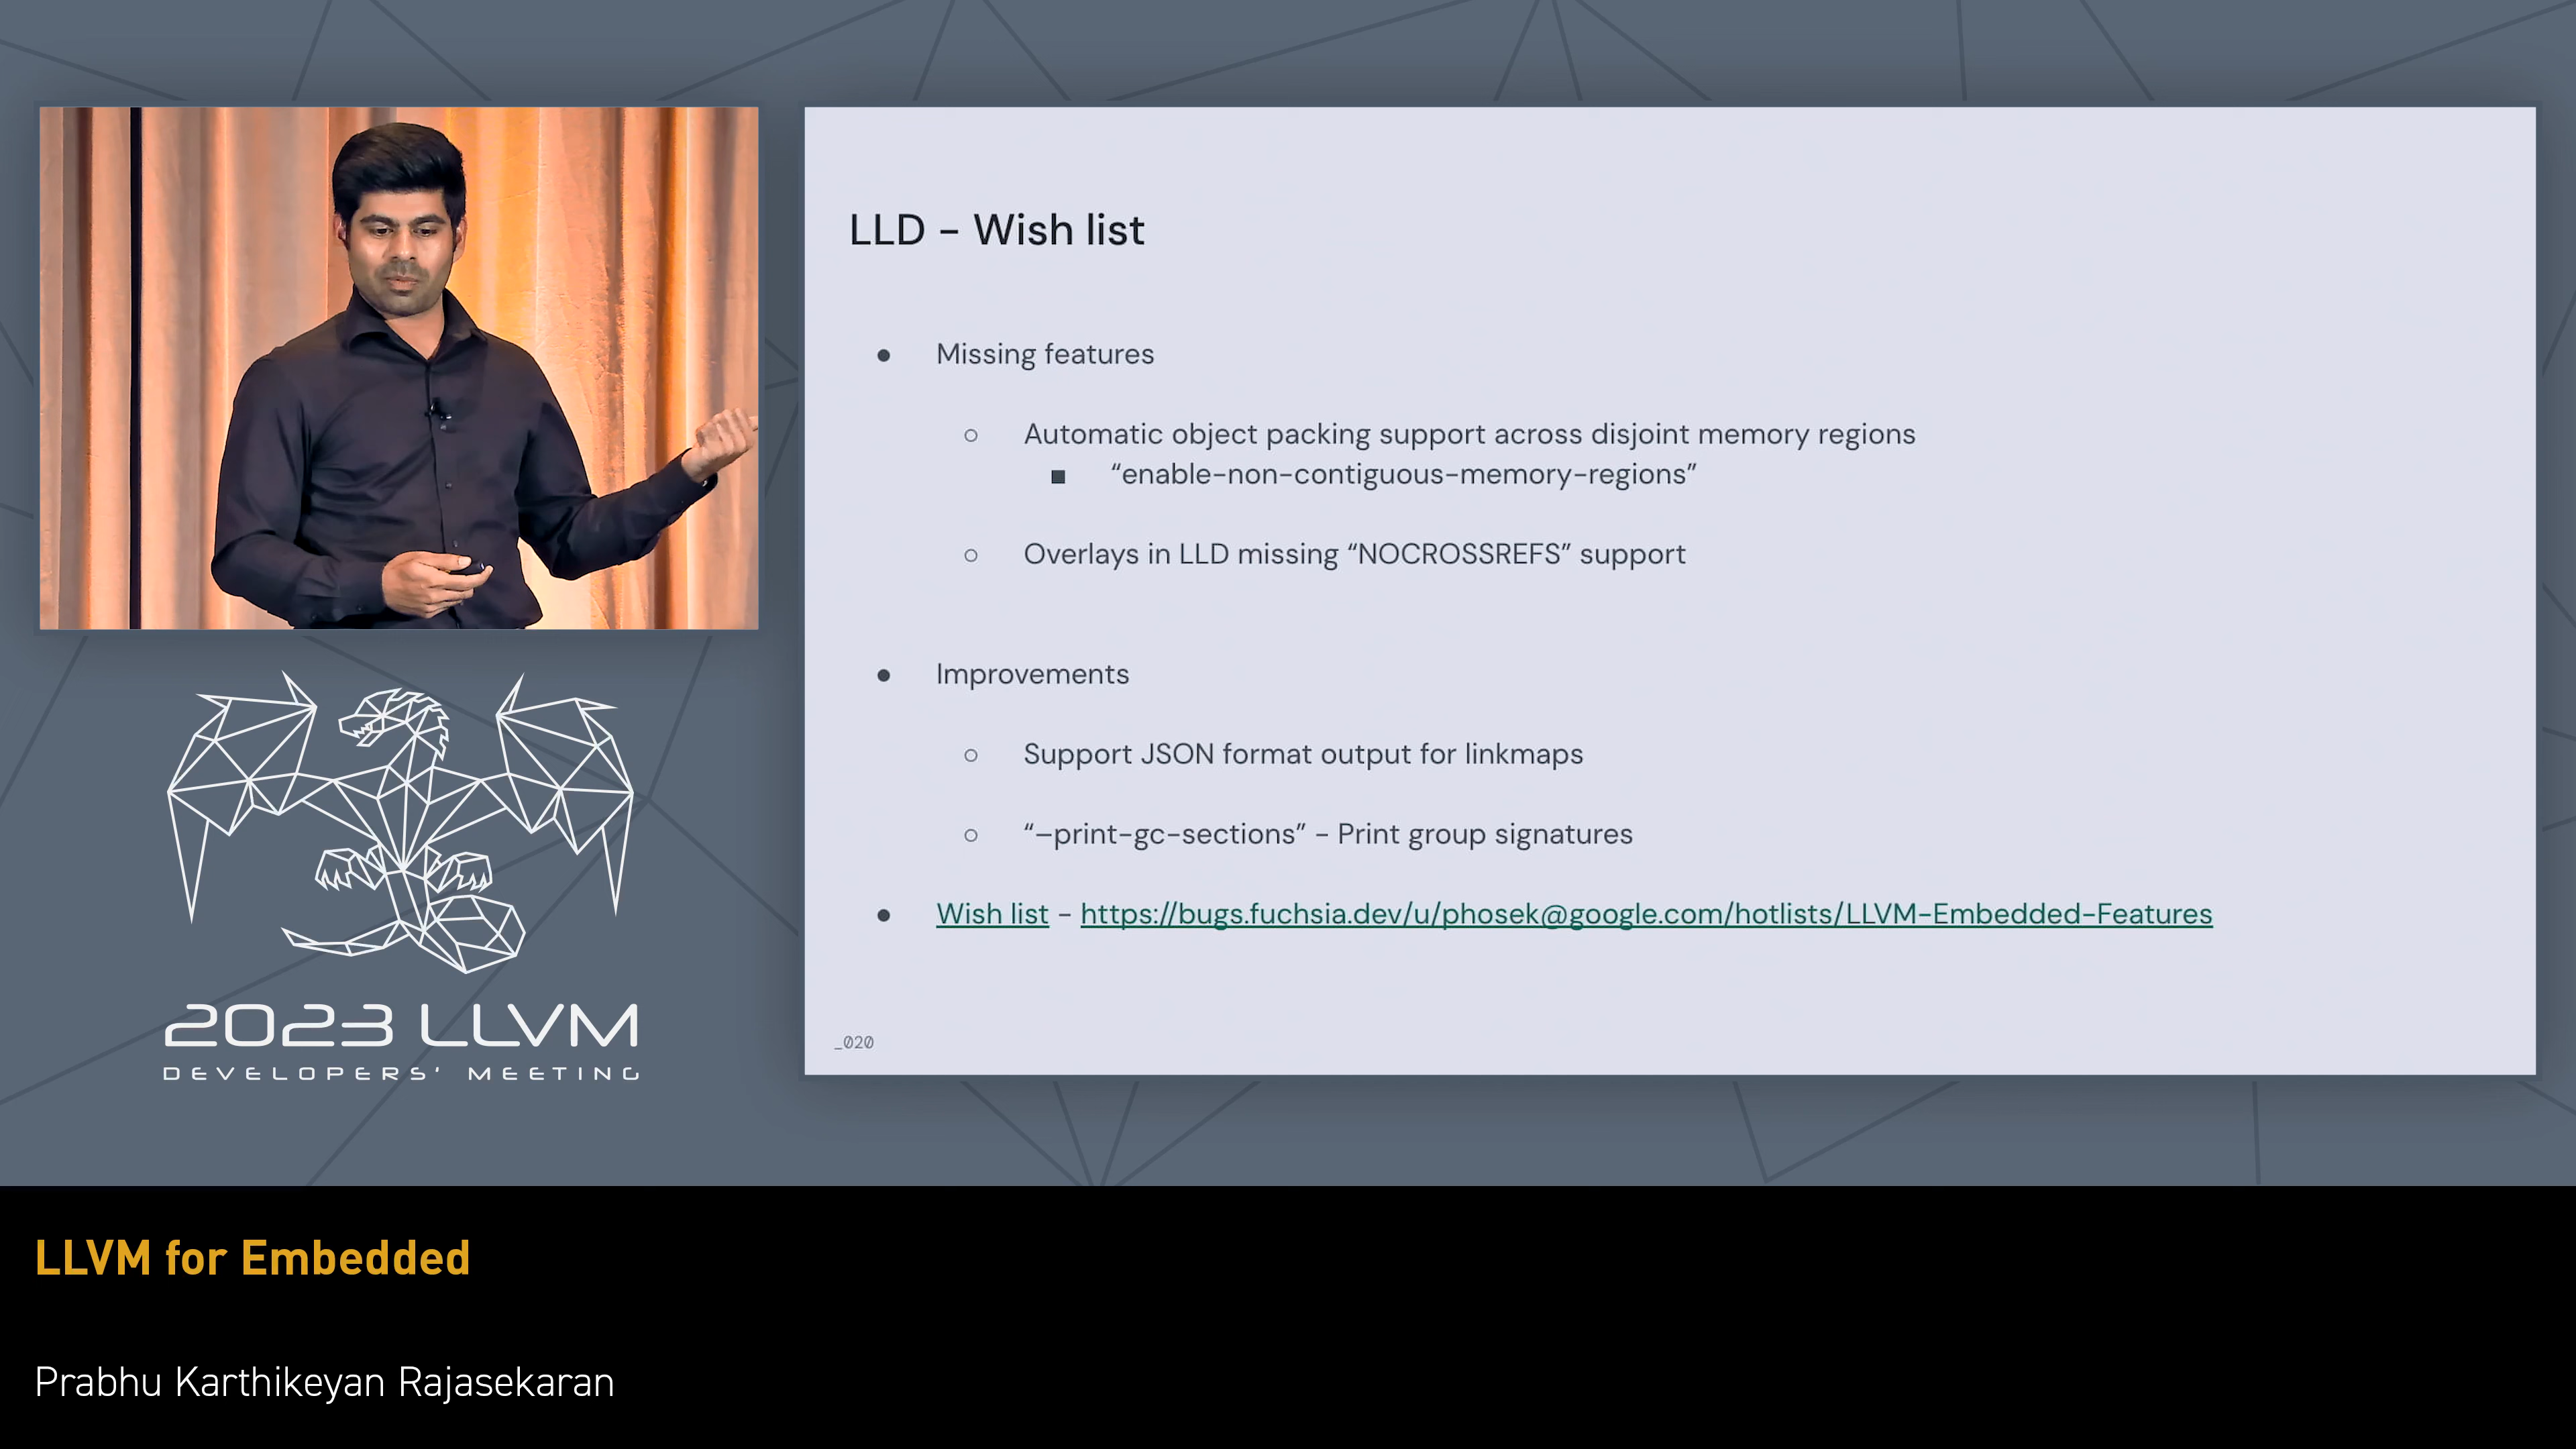 LLD - Wish list
● Missing features
○ Automatic object packing support across disjoint memory regions
■ “enable-non-contiguous-memory-regions”
○ Overlays in LLD missing “NOCROSSREFS” support
● Improvements
○ Support JSON format output for linkmaps
○ “–print-gc-sections” - Print group signatures
● Wish list - https://bugs.fuchsia.dev/u/phosek@google.com/hotlists/LLVM-Embedded-Features
_020
2023 LLVM
DEVELOPERS' MEETING
LLVM for Embedded
Prabhu Karthikeyan Rajasekaran